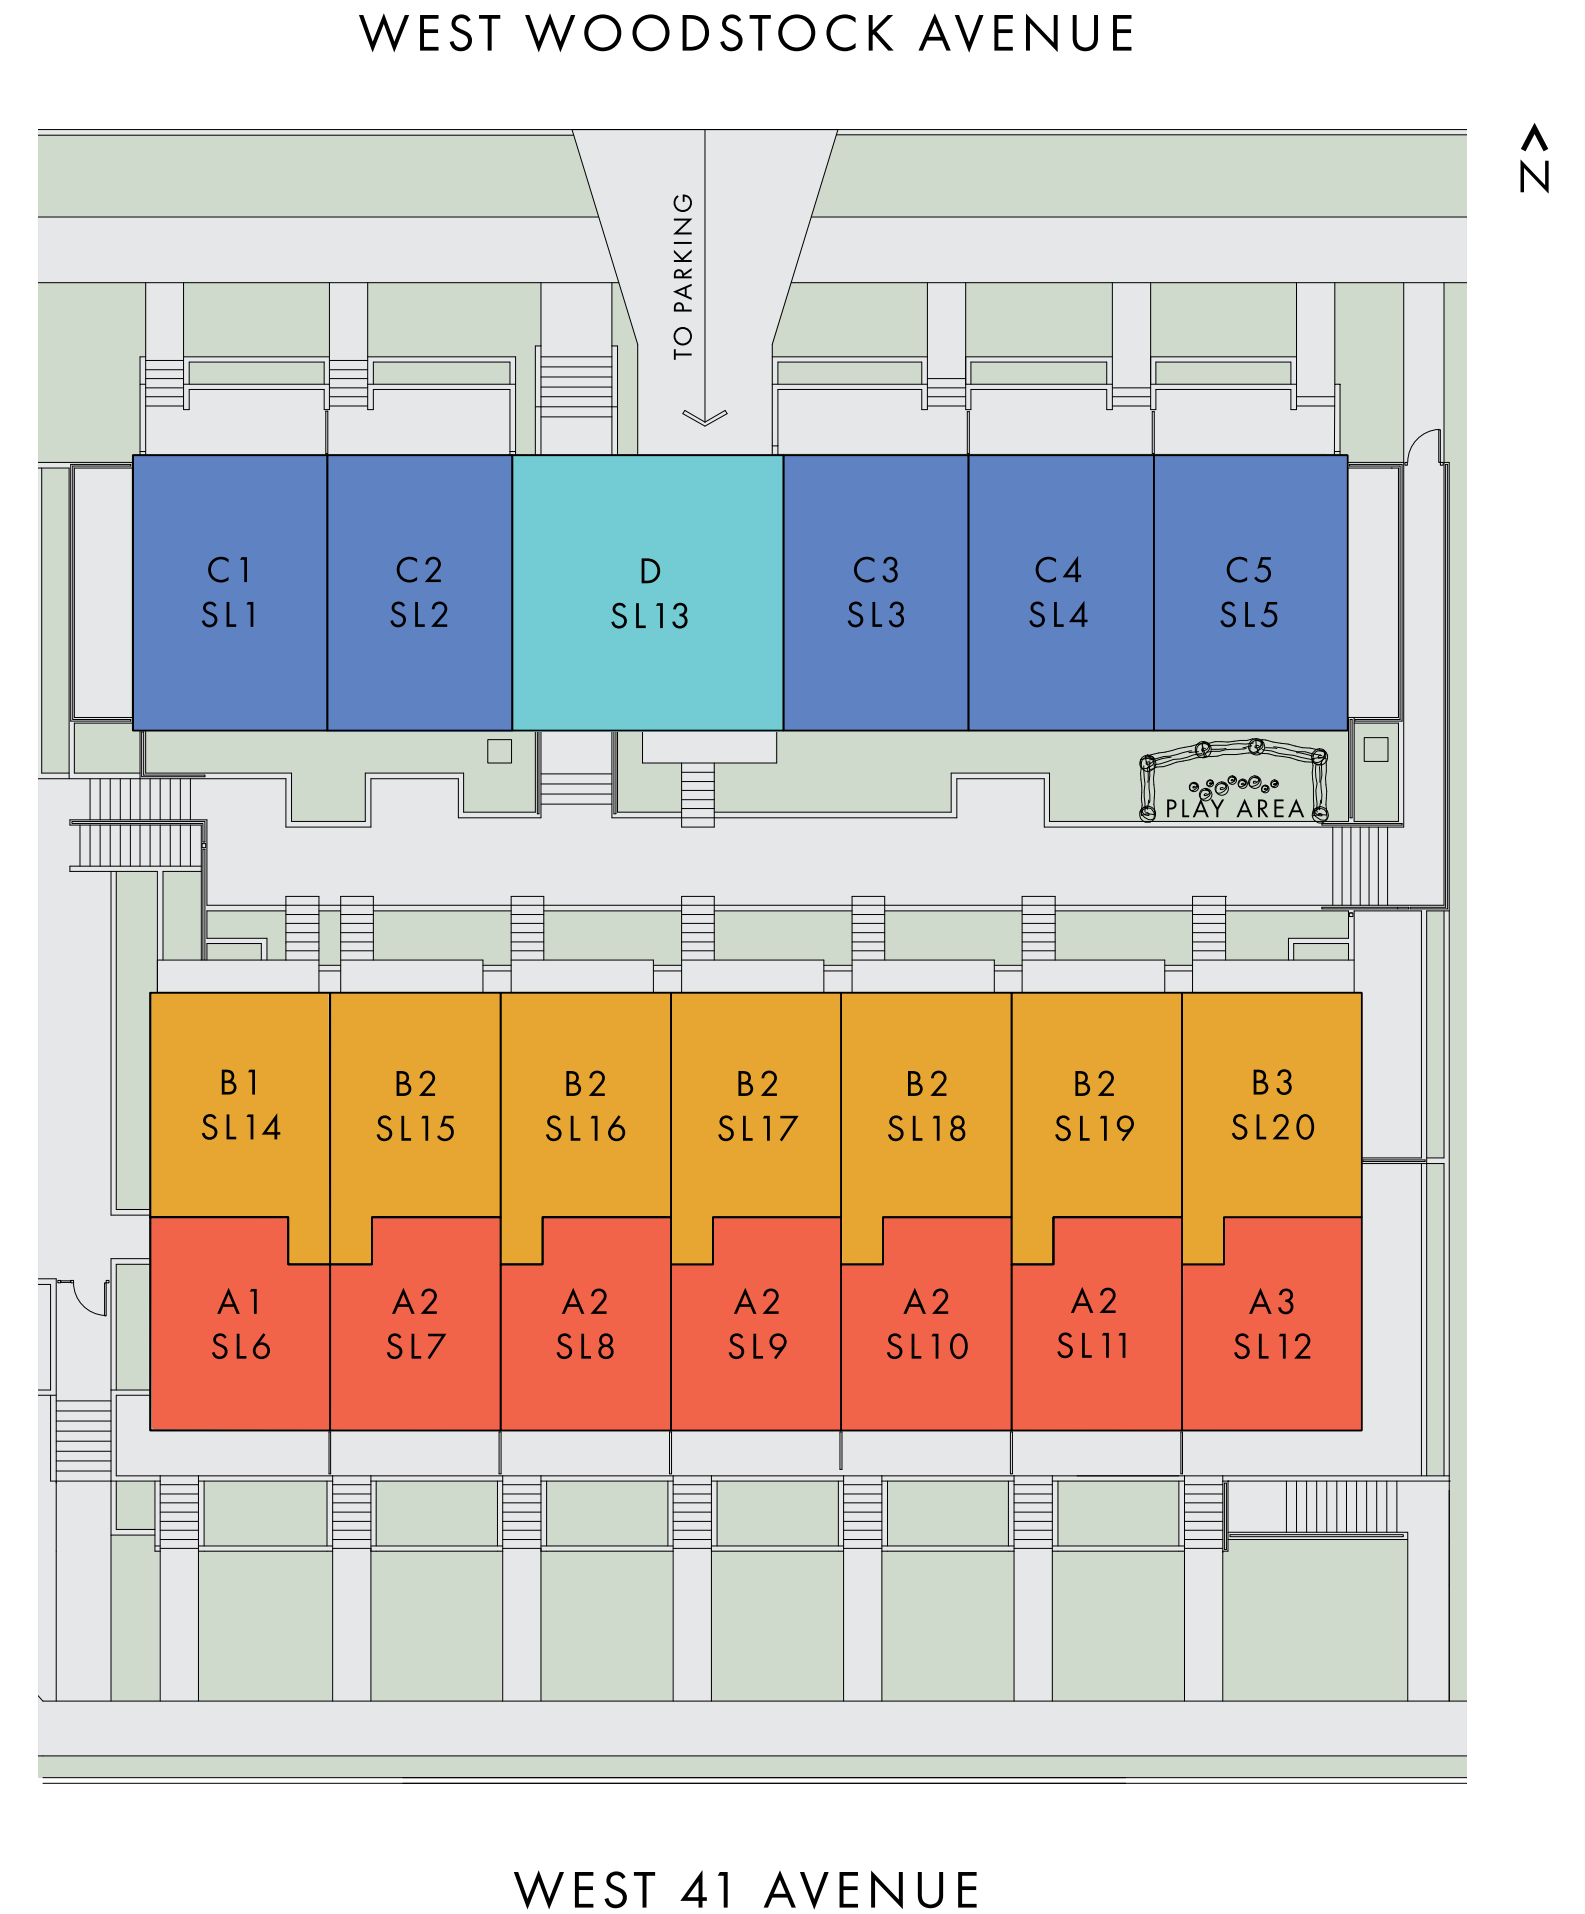 WEST WOODSTOCK AVENUE
N
TO PARKING
C1
SL1
C2
SL2
D
SL13
C3
SL3
C4
SL4
C5
SL5
PLAY AREA
B1
SL14
B2
SL15
B2
SL16
B2
SL17
B2
SL18
B2
SL19
B3
SL20
A1
SL6
A2
SL7
A2
SL8
A2
SL9
A2
SL10
A2
SL11
A3
SL12
WEST 41 AVENUE